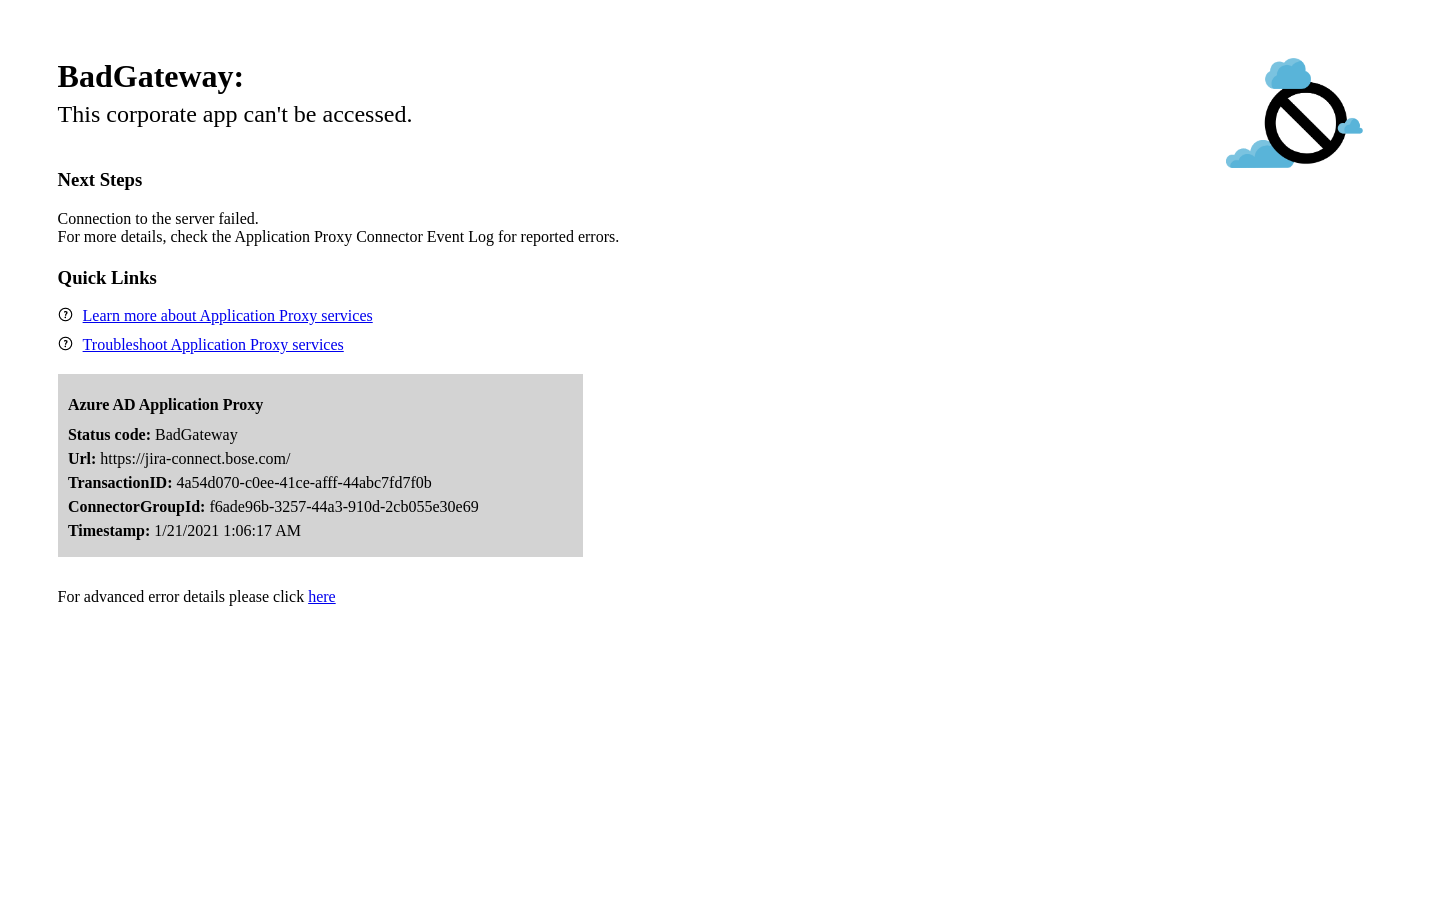 BadGateway:
This corporate app can't be accessed.
Next Steps
Connection to the server failed.
For more details, check the Application Proxy Connector Event Log for reported errors.
Quick Links
Learn more about Application Proxy services
Troubleshoot Application Proxy services
Azure AD Application Proxy
Status code: BadGateway
Url: https://jira-connect.bose.com/
TransactionID: 4a54d070-c0ee-41ce-afff-44abc7fd7f0b
ConnectorGroupId: f6ade96b-3257-44a3-910d-2cb055e30e69
Timestamp: 1/21/2021 1:06:17 AM
For advanced error details please click here